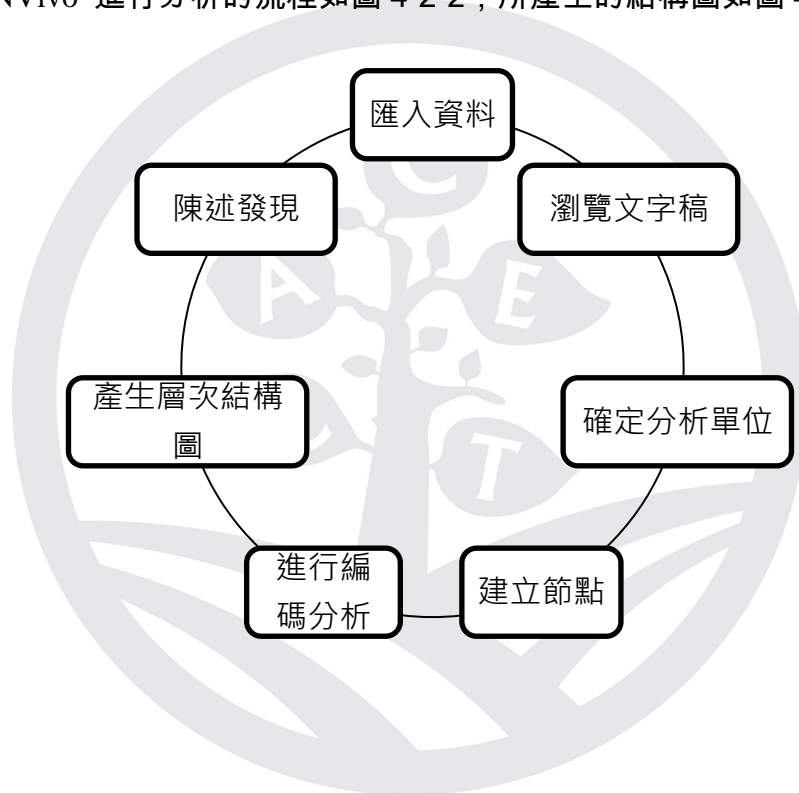 NVivo 進行分析的流程如圖 4-2-2，所產生的結構圖如圖
匯入資料
瀏覽文字稿
確定分析單位
建立節點
進行編
碼分析
產生層次結構
圖
陳述發現
G
A
E
T